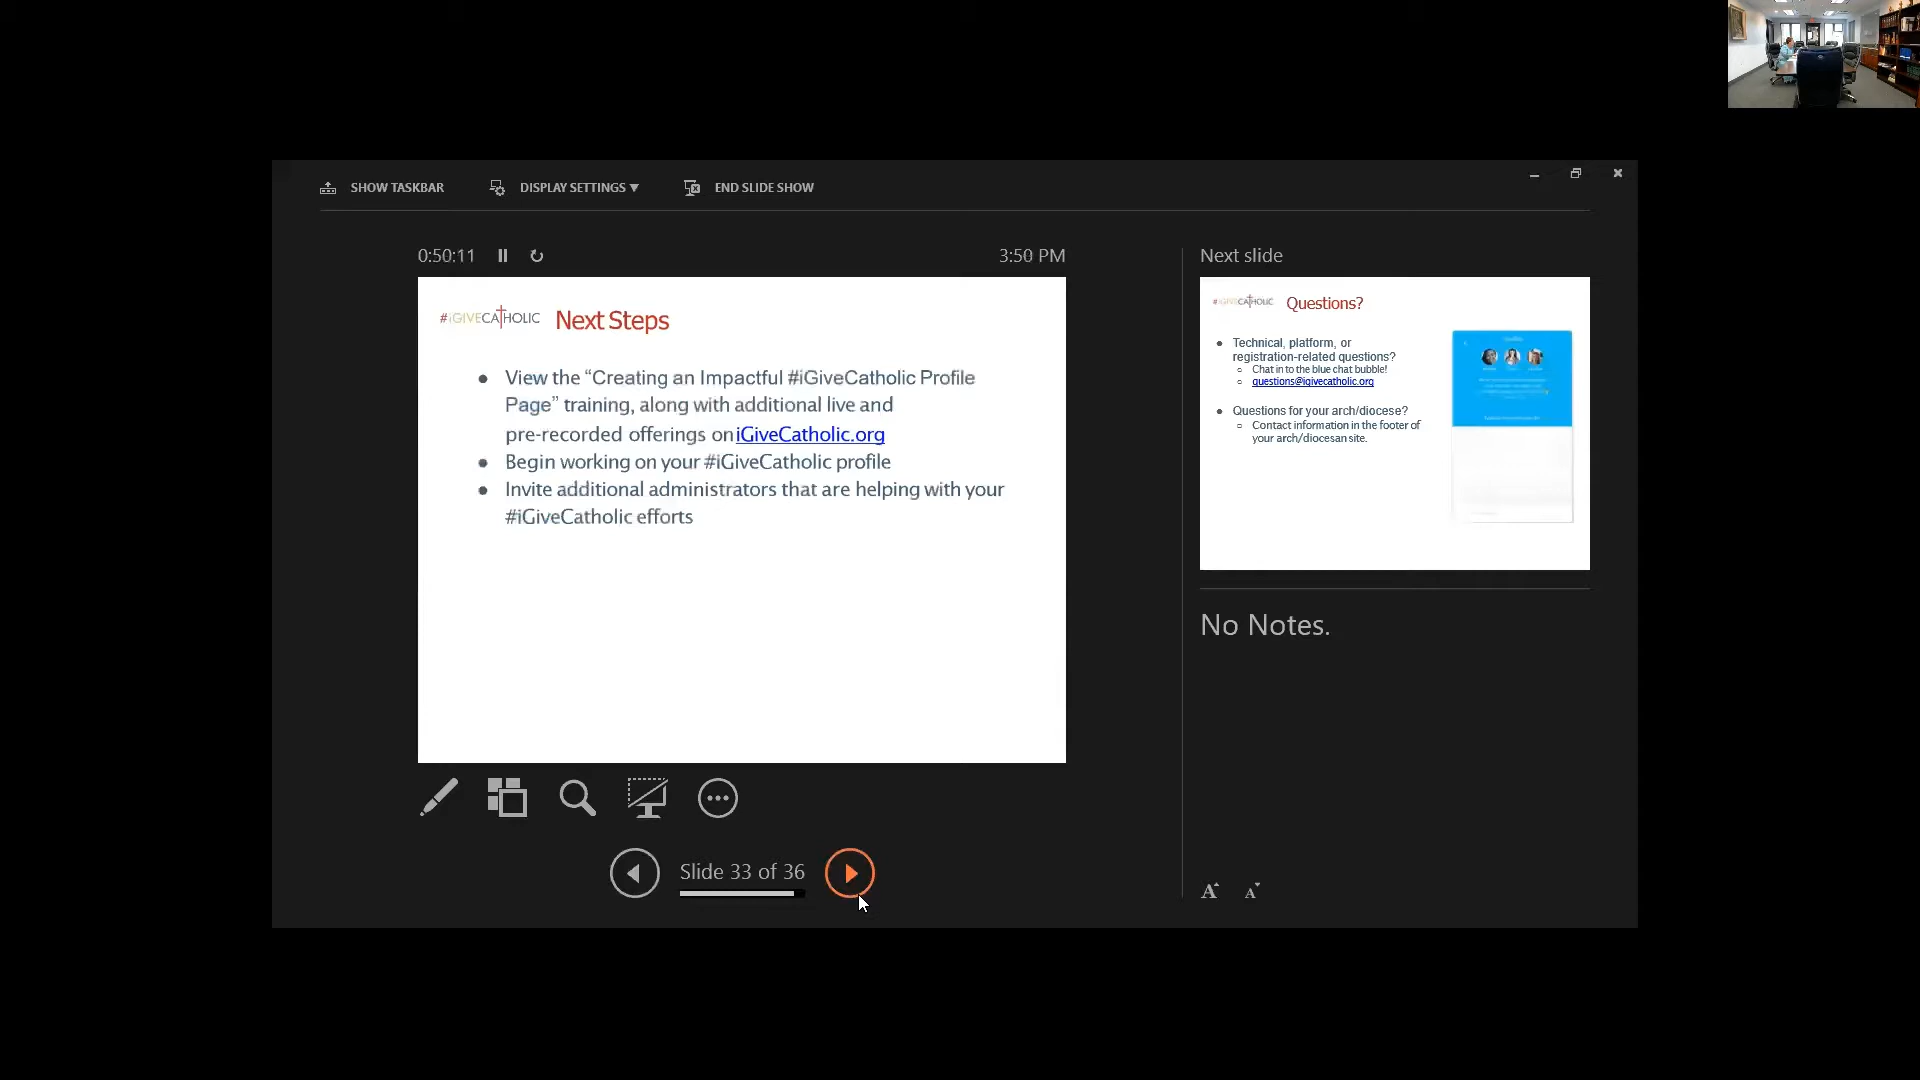 SHOW TASKBAR
DISPLAY SETTINGS ▼
END SLIDE SHOW
0:50:11
3:50 PM
#iGIVECATHOLIC
Next Steps
● View the “Creating an Impactful #iGiveCatholic Profile
Page” training, along with additional live and
pre-recorded offerings on iGiveCatholic.org
● Begin working on your #iGiveCatholic profile
● Invite additional administrators that are helping with your
#iGiveCatholic efforts
Slide 33 of 36
Next slide
#iGIVECATHOLIC
Questions?
● Technical, platform, or
registration-related questions?
○ Chat in to the blue chat bubble!
○ questions@igivecatholic.org
● Questions for your arch/diocese?
○ Contact information in the footer of
your arch/diocesan site.
No Notes.
A A